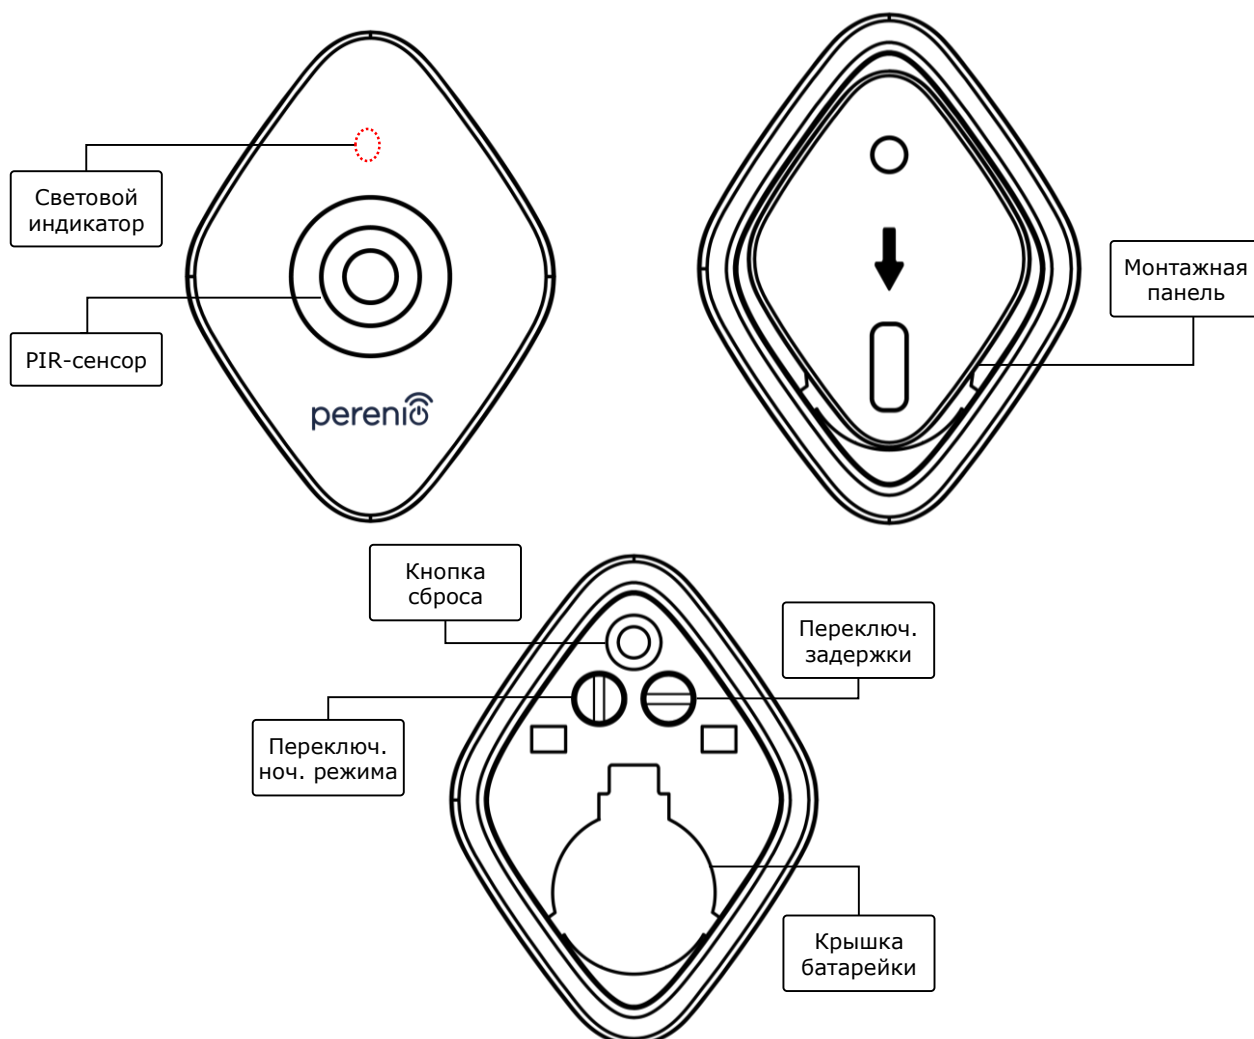 Световой
индикатор
PIR-сенсор
perenio
Монтажная
панель
Кнопка
сброса
Переключ.
задержки
Переключ.
ноч. режима
Крышка
батарейки